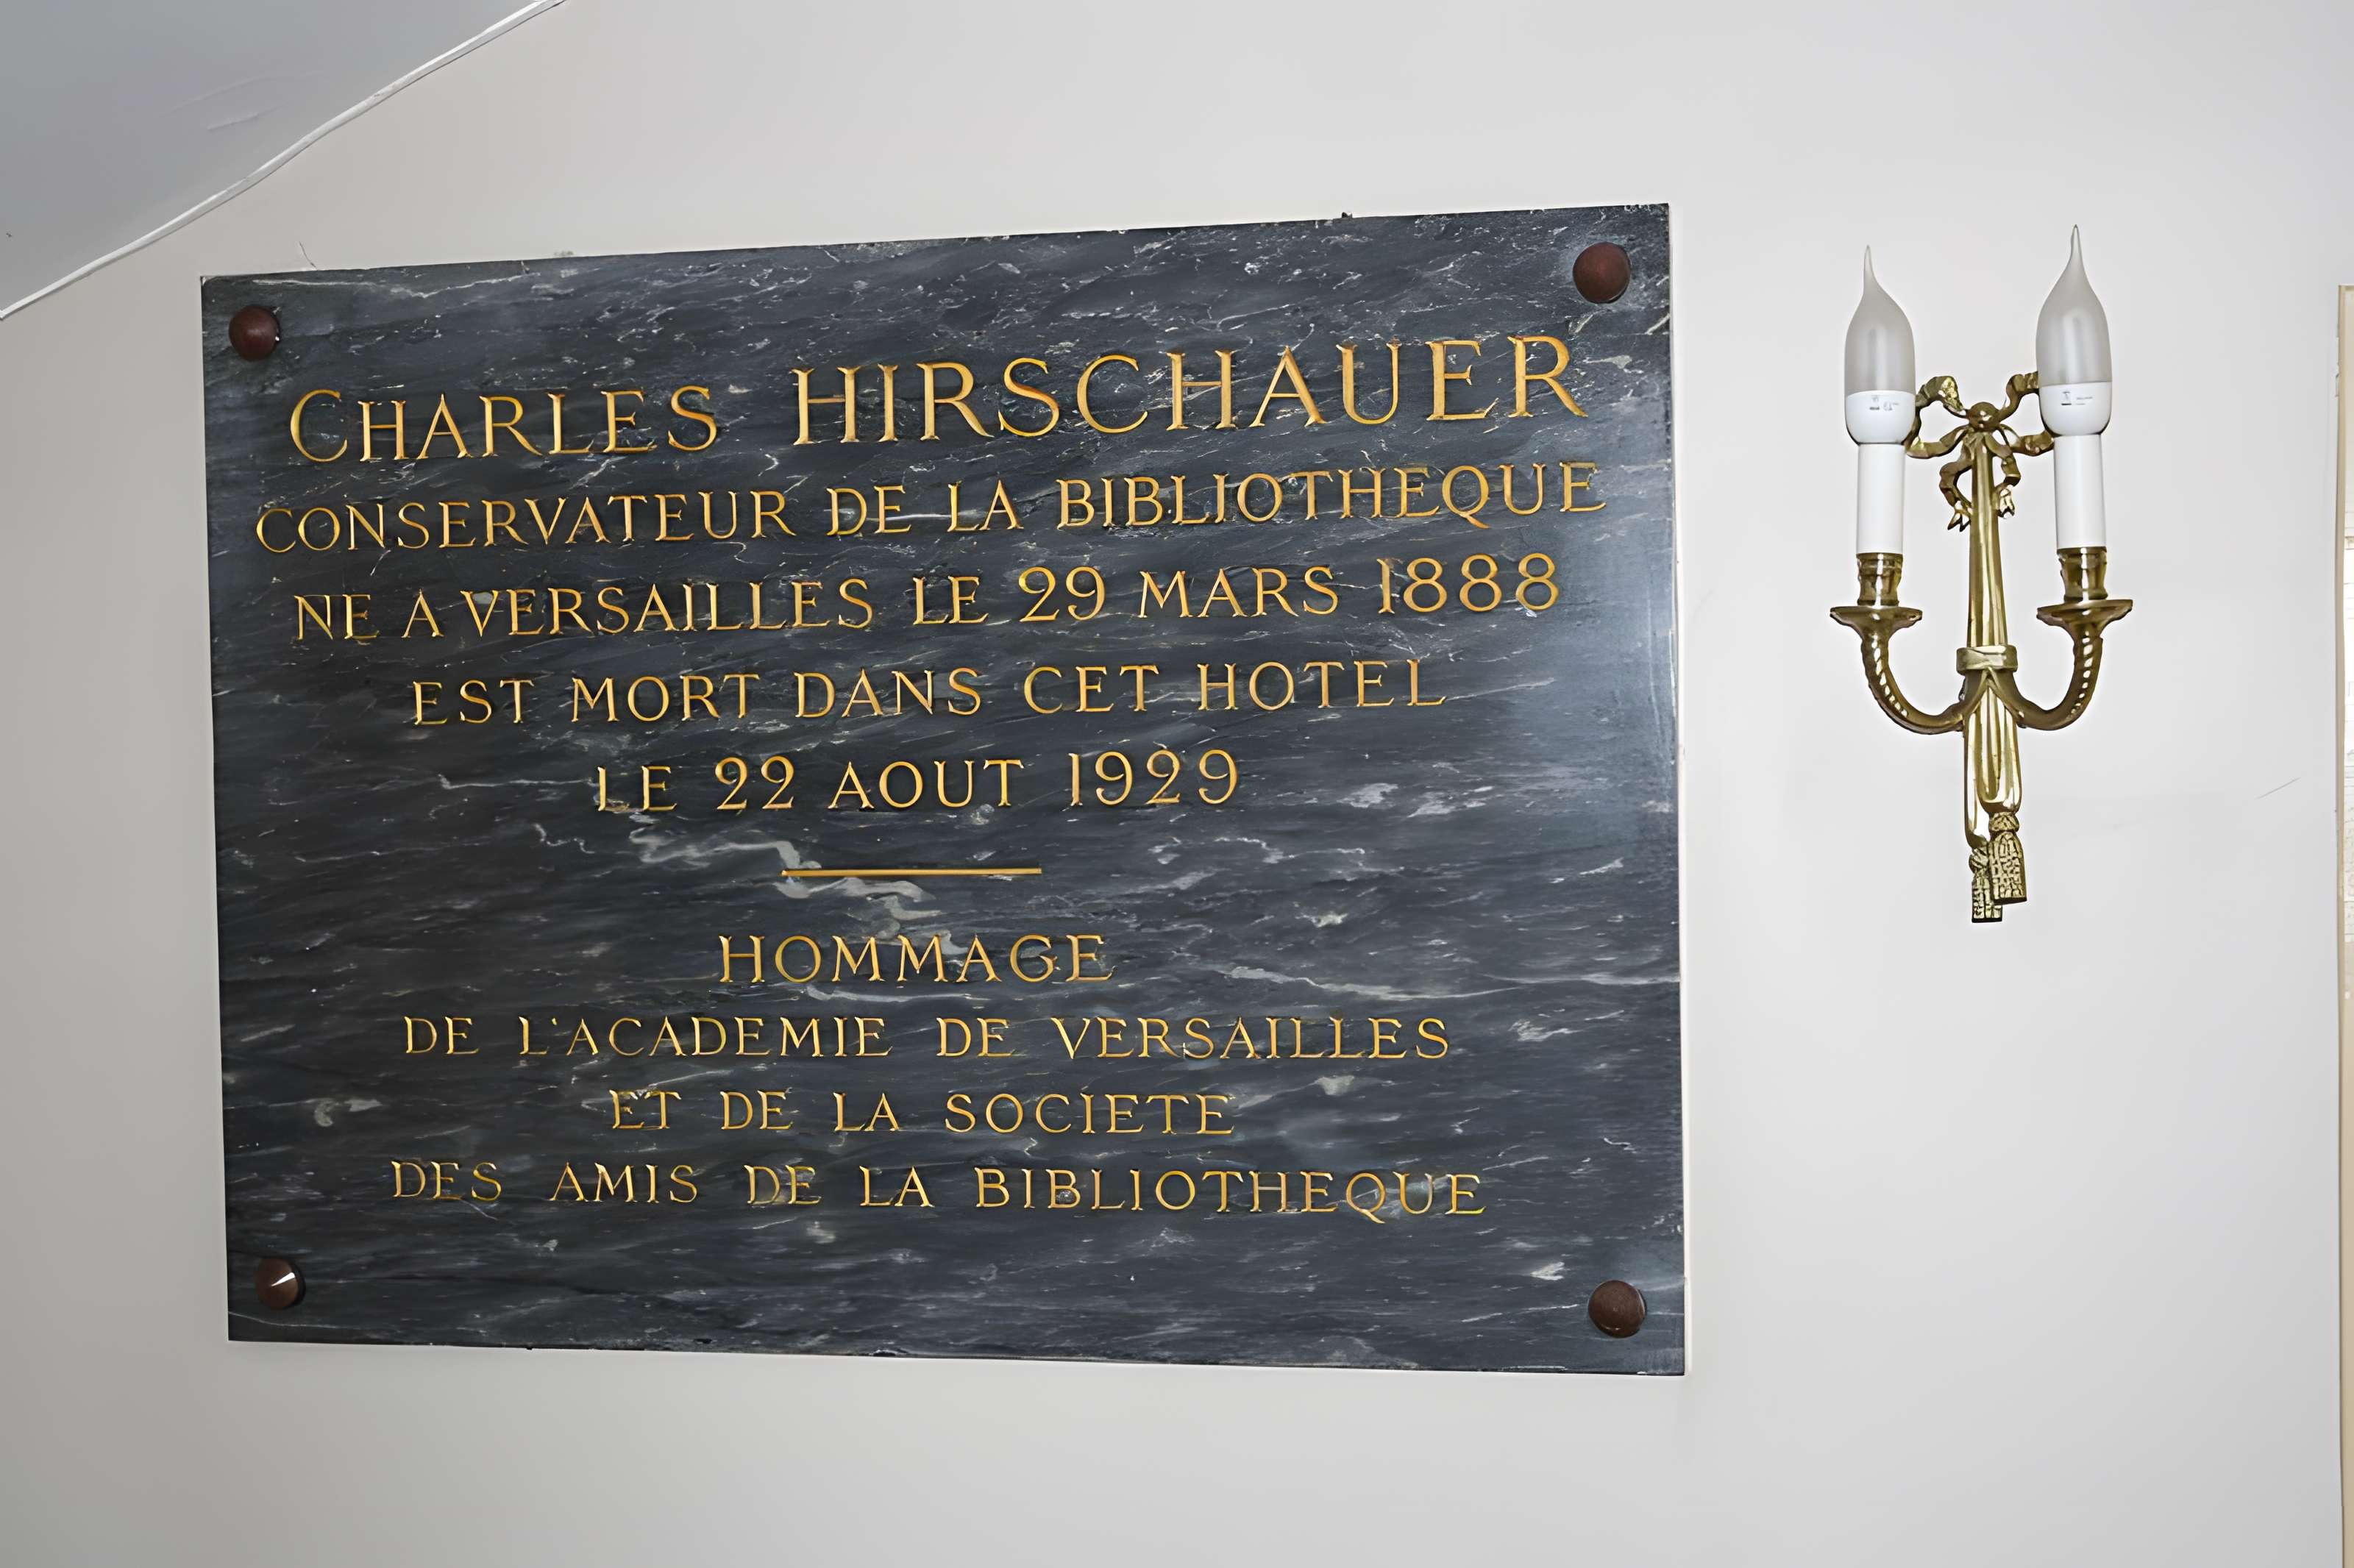 CHARLES HIRSCHAUER
CONSERVATEUR DE LA BIBLIOTHEQUE
NE A VERSAILLES LE 29 MARS 1888
EST MORT DANS CET HOTEL
LE 22 AOUT 1929
HOMMAGE
DE L'ACADEMIE DE VERSAILLES
ET DE LA SOCIETE
DES AMIS DE LA BIBLIOTHEQUE